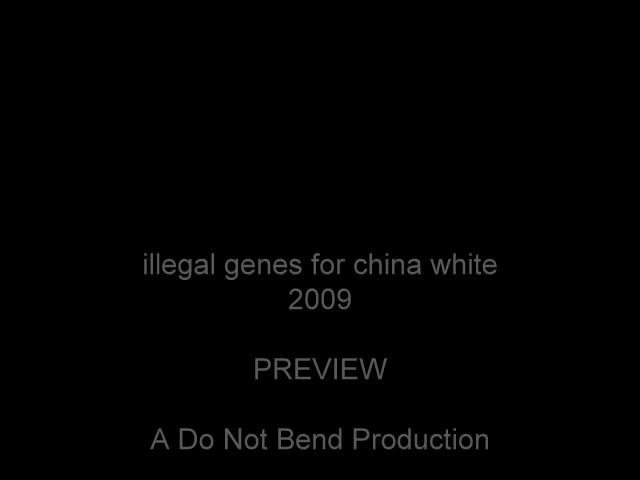 illegal genes for china white
2009
PREVIEW
A Do Not Bend Production